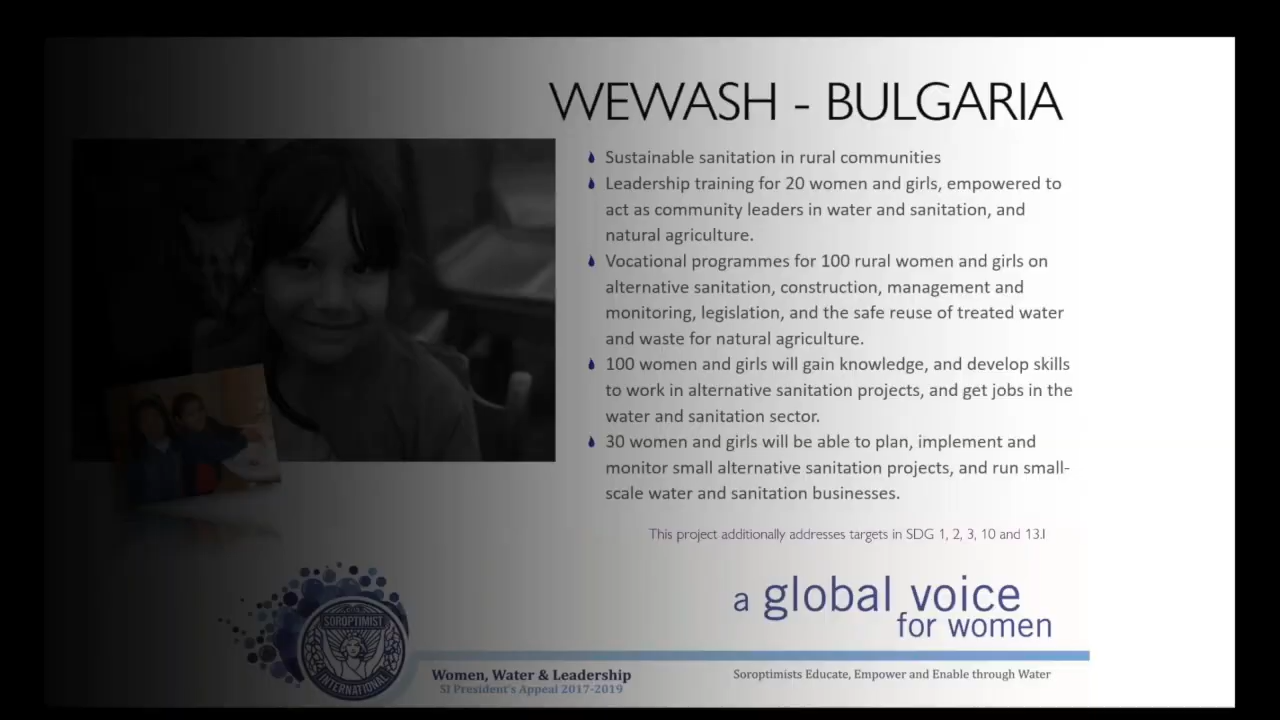 WEWASH - BULGARIA
Sustainable sanitation in rural communities
Leadership training for 20 women and girls, empowered to
act as community leaders in water and sanitation, and
natural agriculture.
Vocational programmes for 100 rural women and girls on
alternative sanitation, construction, management and
monitoring, legislation, and the safe reuse of treated water
and waste for natural agriculture.
100 women and girls will gain knowledge, and develop skills
to work in alternative sanitation projects, and get jobs in the
water and sanitation sector.
30 women and girls will be able to plan, implement and
monitor small alternative sanitation projects, and run small-
scale water and sanitation businesses.
This project additionally addresses targets in SDG 1, 2, 3, 10 and 13.l
a global voice
for women
SOROPTIMIST
INTERNATIONAL
Women, Water & Leadership
SI President's Appeal 2017-2019
Soroptimists Educate, Empower and Enable through Water